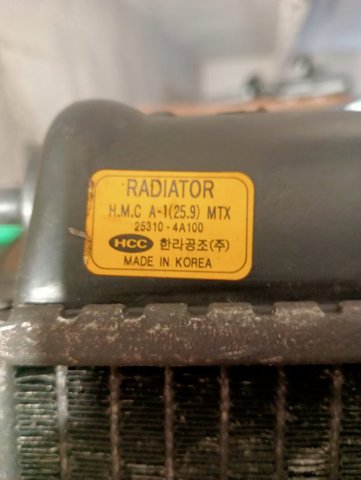 RADIATOR
H.M.C A-1(25.9) MTX
25310-4A100
HCC 한라공조(주)
MADE IN KOREA